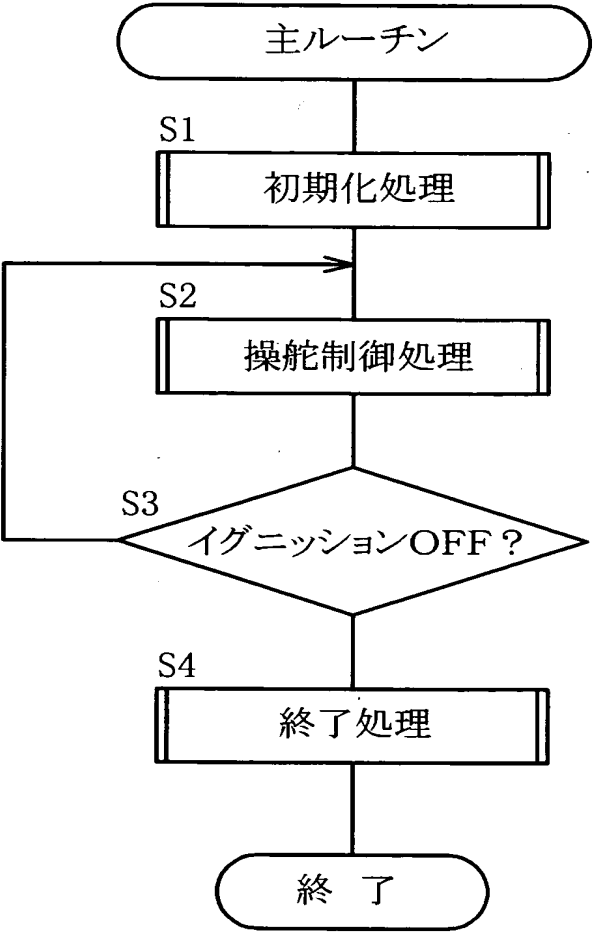 主ルーチン
S1
初期化処理
S2
操舵制御処理
S3
イグニッションOFF？
S4
終了処理
終 了